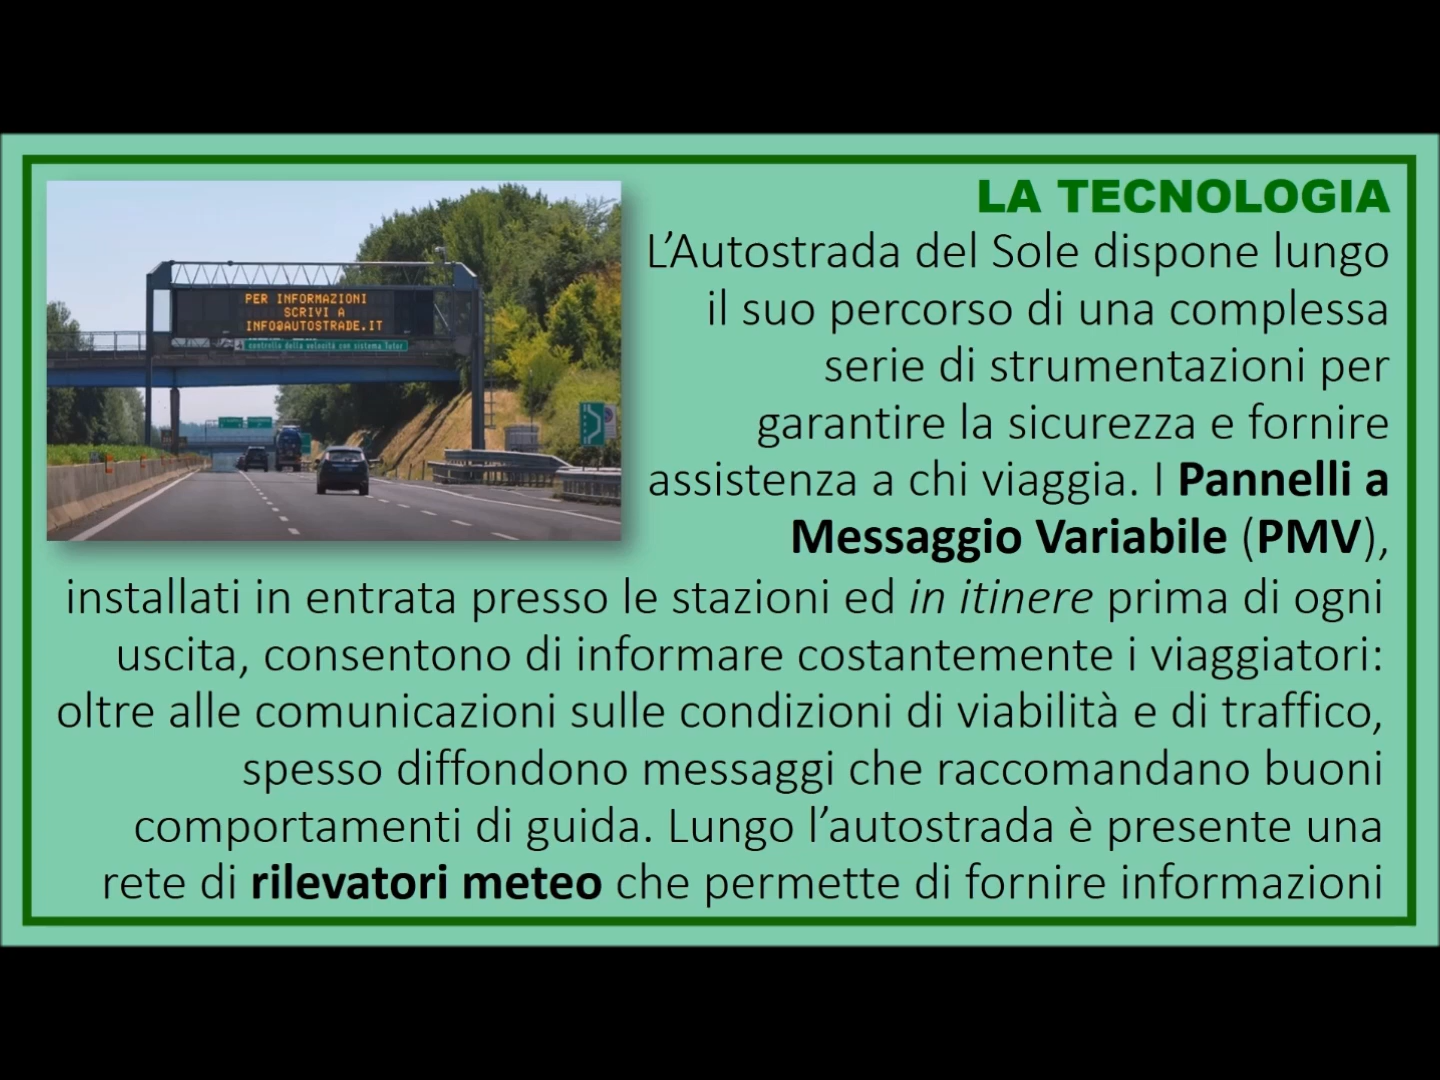 LA TECNOLOGIA
L’Autostrada del Sole dispone lungo
il suo percorso di una complessa
serie di strumentazioni per
garantire la sicurezza e fornire
assistenza a chi viaggia. I Pannelli a
Messaggio Variabile (PMV),
installati in entrata presso le stazioni ed in itinere prima di ogni
uscita, consentono di informare costantemente i viaggiatori:
oltre alle comunicazioni sulle condizioni di viabilità e di traffico,
spesso diffondono messaggi che raccomandano buoni
comportamenti di guida. Lungo l’autostrada è presente una
rete di rilevatori meteo che permette di fornire informazioni
PER INFORMAZIONI
SCRIVI A
INFO@AUTOSTRADE.IT
controllo della velocità con sistema Tutor